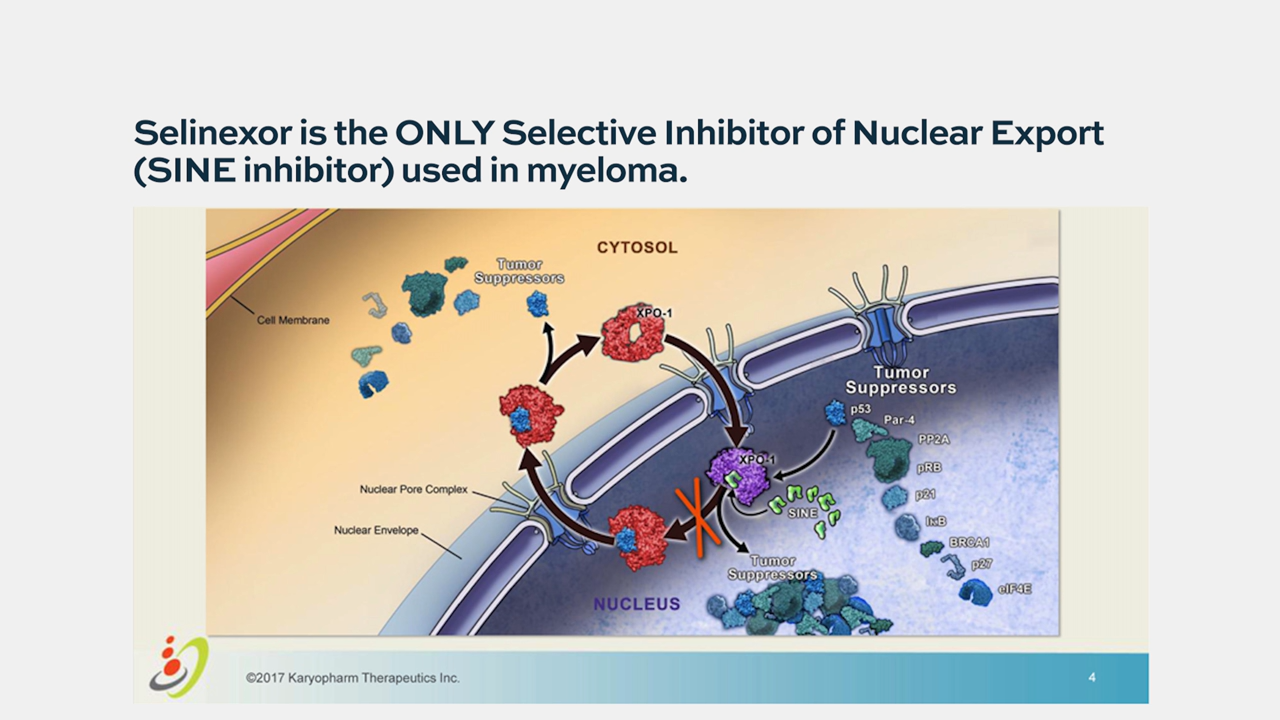 Selinexor is the ONLY Selective Inhibitor of Nuclear Export
(SINE inhibitor) used in myeloma.
CYTOSOL
Tumor
Suppressors
XPO-1
Cell Membrane
Tumor
Suppressors
p53
Par-4
PP2A
pRB
p21
IκB
BRCA1
p27
eIF4E
XPO-1
SINE
Nuclear Pore Complex
Nuclear Envelope
Tumor
Suppressors
NUCLEUS
©2017 Karyopharm Therapeutics Inc.
4